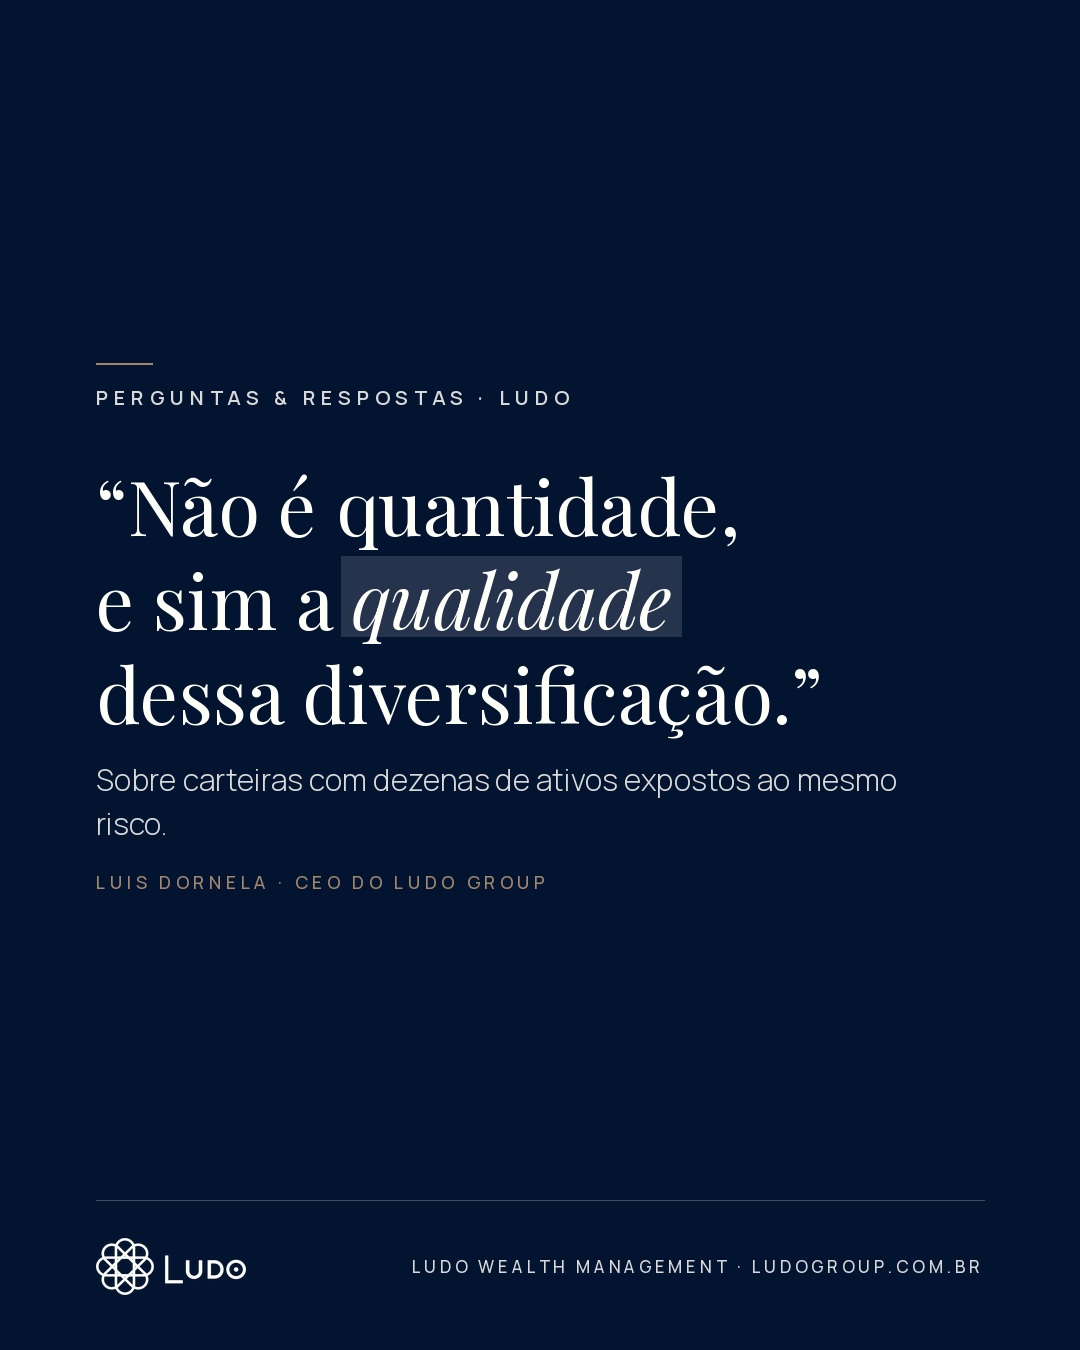 PERGUNTAS & RESPOSTAS · LUDO
“Não é quantidade,
e sim a qualidade
dessa diversificação.”
Sobre carteiras com dezenas de ativos expostos ao mesmo
risco.
LUIS DORNELA · CEO DO LUDO GROUP
LUDO
LUDO WEALTH MANAGEMENT · LUDOGROUP.COM.BR